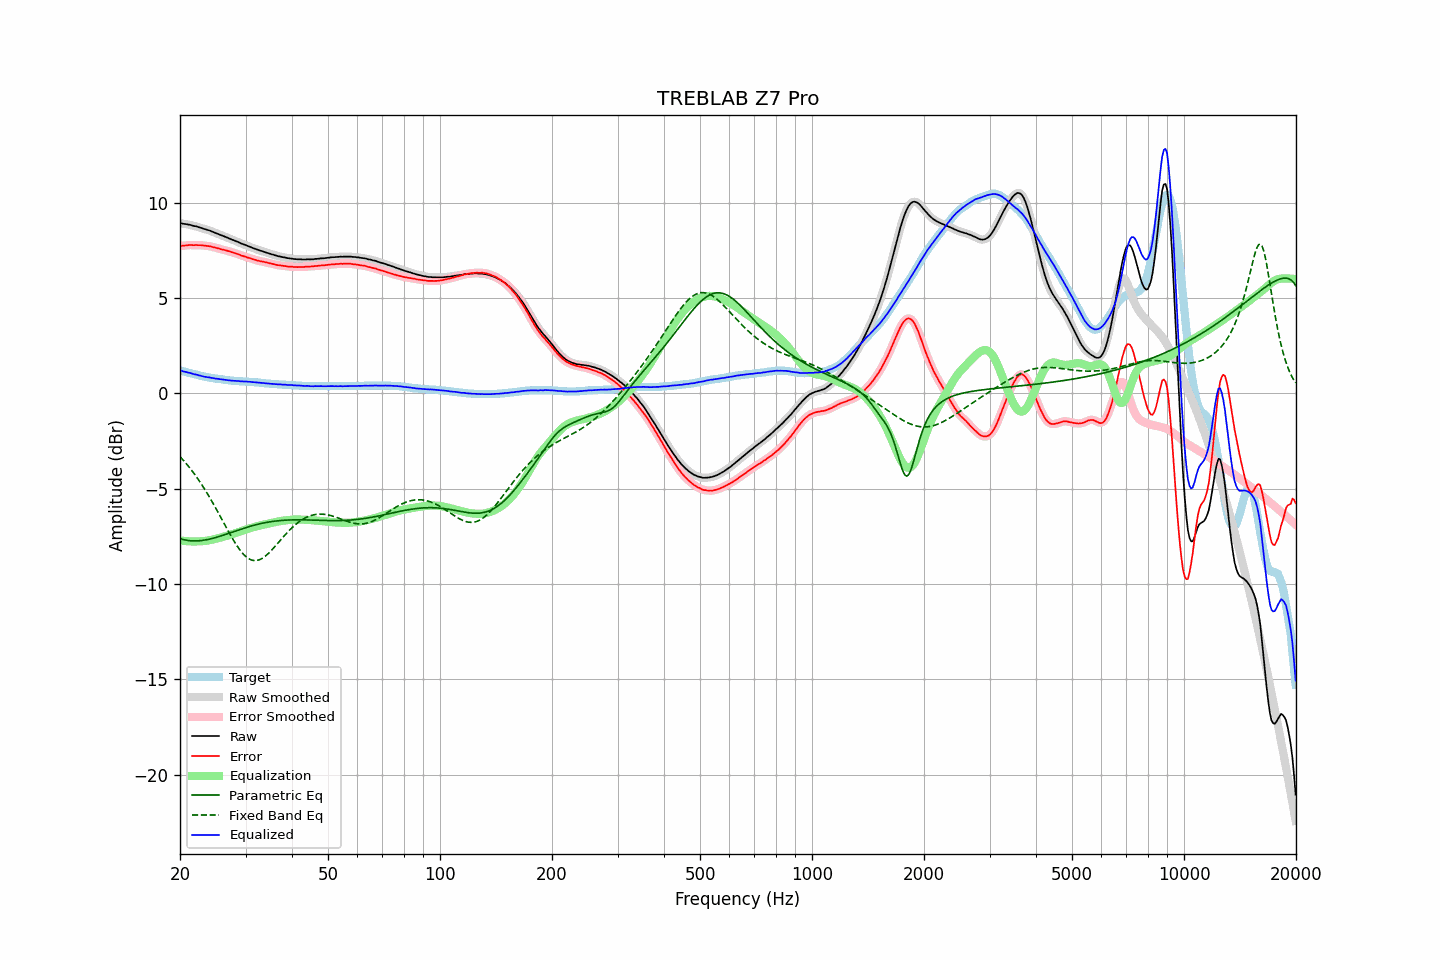 TREBLAB Z7 Pro
Amplitude (dBr)
10
5
0
−5
−10
−15
−20
Target
Raw Smoothed
Error Smoothed
Raw
Error
Equalization
Parametric Eq
Fixed Band Eq
Equalized
20
50
100
200
500
1000
2000
5000
10000
20000
Frequency (Hz)